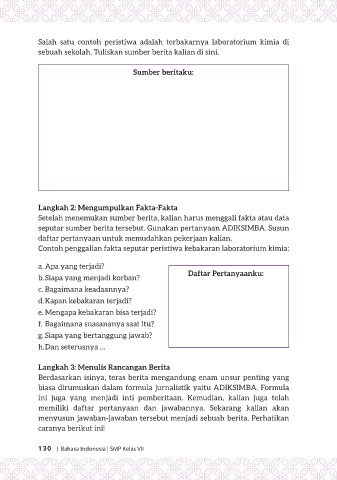 Salah satu contoh peristiwa adalah terbakarnya laboratorium kimia di
sebuah sekolah. Tuliskan sumber berita kalian di sini.
Sumber beritaku:
Langkah 2: Mengumpulkan Fakta-Fakta
Setelah menemukan sumber berita, kalian harus menggali fakta atau data
seputar sumber berita tersebut. Gunakan pertanyaan ADIKSIMBA. Susun
daftar pertanyaan untuk memudahkan pekerjaan kalian.
Contoh penggalian fakta seputar peristiwa kebakaran laboratorium kimia:
a. Apa yang terjadi?
b. Siapa yang menjadi korban?
c. Bagaimana keadaannya?
d. Kapan kebakaran terjadi?
e. Mengapa kebakaran bisa terjadi?
f. Bagaimana suasananya saat itu?
g. Siapa yang bertanggung jawab?
h. Dan seterusnya ...
Daftar Pertanyaanku:
Langkah 3: Menulis Rancangan Berita
Berdasarkan isinya, teras berita mengandung enam unsur penting yang
biasa dirumuskan dalam formula jurnalistik yaitu ADIKSIMBA. Formula
ini juga yang menjadi inti pemberitaan. Kemudian, kalian juga telah
memiliki daftar pertanyaan dan jawabannya. Sekarang kalian akan
menyusun jawaban-jawaban tersebut menjadi sebuah berita. Perhatikan
caranya berikut ini!
130 | Bahasa Indonesia | SMP Kelas VII